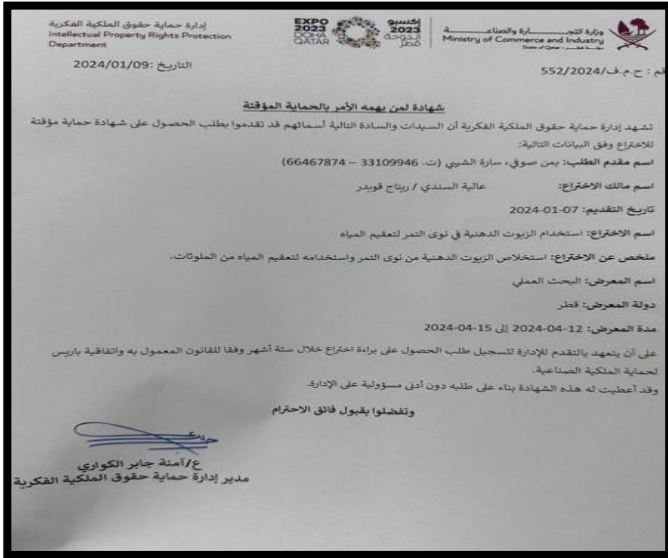 إدارة حماية حقوق الملكية الفكرية
Intellectual Property Rights Protection
Department
EXPO
2023
DOHA
QATAR
إكسبو
2023
الدوحة
قطر
وزارة التجــــارة والصناعــــة
Ministry of Commerce and Industry
State of Qatar - دولة قطر
التاريخ :2024/01/09
قم : ح.م.ف/552/2024
شهادة لمن يهمه الأمر بالحماية المؤقتة
تشهد إدارة حماية حقوق الملكية الفكرية أن السيدات والسادة التالية أسمائهم قد تقدموا بطلب الحصول على شهادة حماية مؤقتة
للاختراع وفق البيانات التالية:
اسم مقدم الطلب: يمن صوفي، سارة الشيبي (ت. 33109946 – 66467874)
اسم مالك الاختراع: عالية السندي / ريتاج قويدر
تاريخ التقديم: 07-01-2024
اسم الاختراع: استخدام الزيوت الدهنية في نوى التمر لتعقيم المياه
ملخص عن الاختراع: استخلاص الزيوت الدهنية من نوى التمر واستخدامه لتعقيم المياه من الملوثات.
اسم المعرض: البحث العملي
دولة المعرض: قطر
مدة المعرض: 12-04-2024 إلى 15-04-2024
على أن يتعهد بالتقدم للإدارة لتسجيل طلب الحصول على براءة اختراع خلال ستة أشهر وفقا للقانون المعمول به واتفاقية باريس
لحماية الملكية الصناعية.
وقد أعطيت له هذه الشهادة بناء على طلبه دون أدنى مسؤولية على الإدارة.
وتفضلوا بقبول فائق الاحترام
ع/آمنة جابر الكواري
مدير إدارة حماية حقوق الملكية الفكرية